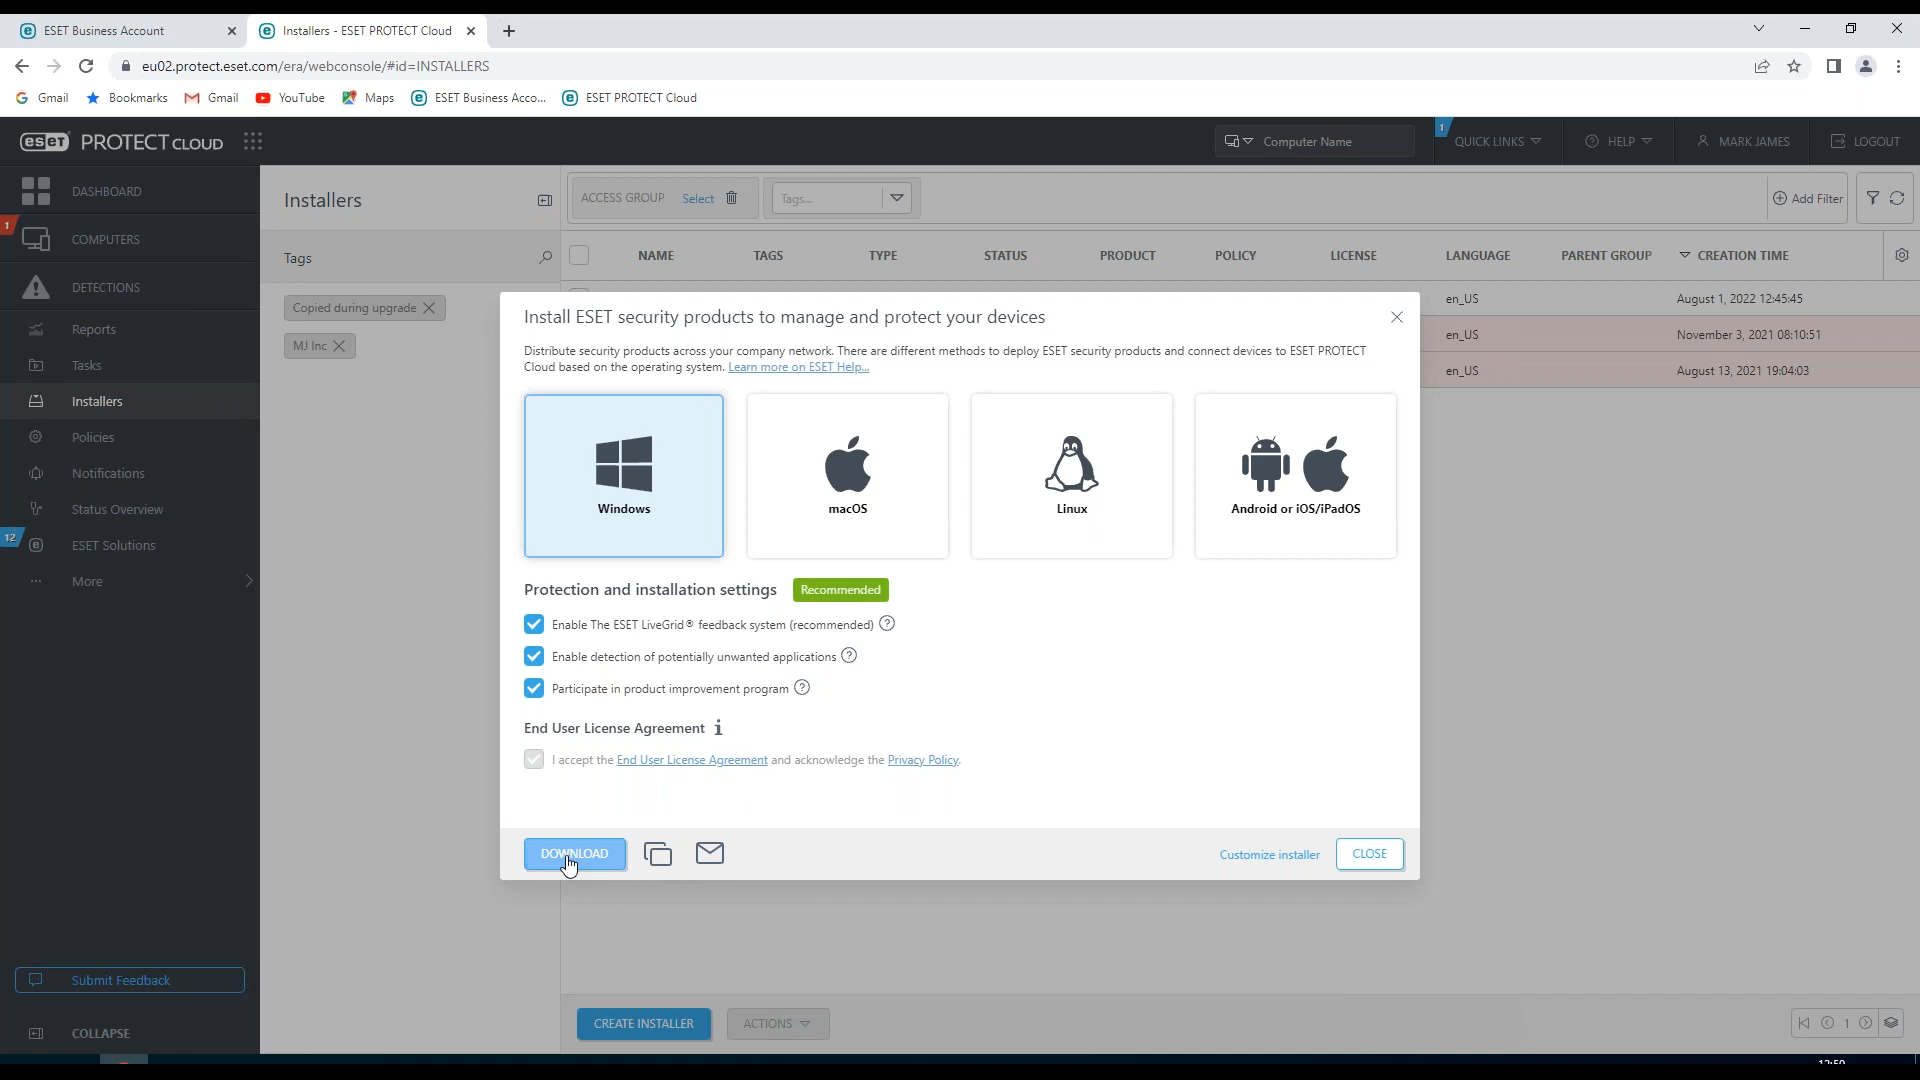 ESET Business Account
Installers - ESET PROTECT Cloud
eu02.protect.eset.com/era/webconsole/#id=INSTALLERS
Gmail
Bookmarks
Gmail
YouTube
Maps
ESET Business Acco...
ESET PROTECT Cloud
eset PROTECT CLOUD
Computer Name
1
QUICK LINKS
HELP
MARK JAMES
LOGOUT
DASHBOARD
1
COMPUTERS
DETECTIONS
Reports
Tasks
Installers
Policies
Notifications
Status Overview
12
ESET Solutions
More
Submit Feedback
COLLAPSE
Installers
Tags
Copied during upgrade
MJ Inc
ACCESS GROUP Select
Tags...
Add Filter
NAME TAGS TYPE STATUS PRODUCT POLICY LICENSE LANGUAGE PARENT GROUP CREATION TIME
en_US August 1, 2022 12:45:45
en_US November 3, 2021 08:10:51
en_US August 13, 2021 19:04:03
Install ESET security products to manage and protect your devices
Distribute security products across your company network. There are different methods to deploy ESET security products and connect devices to ESET PROTECT
Cloud based on the operating system. Learn more on ESET Help...
Windows
macOS
Linux
Android or iOS/iPadOS
Protection and installation settings Recommended
Enable The ESET LiveGrid® feedback system (recommended) ?
Enable detection of potentially unwanted applications ?
Participate in product improvement program ?
End User License Agreement i
I accept the End User License Agreement and acknowledge the Privacy Policy.
DOWNLOAD
Customize installer
CLOSE
CREATE INSTALLER
ACTIONS
1